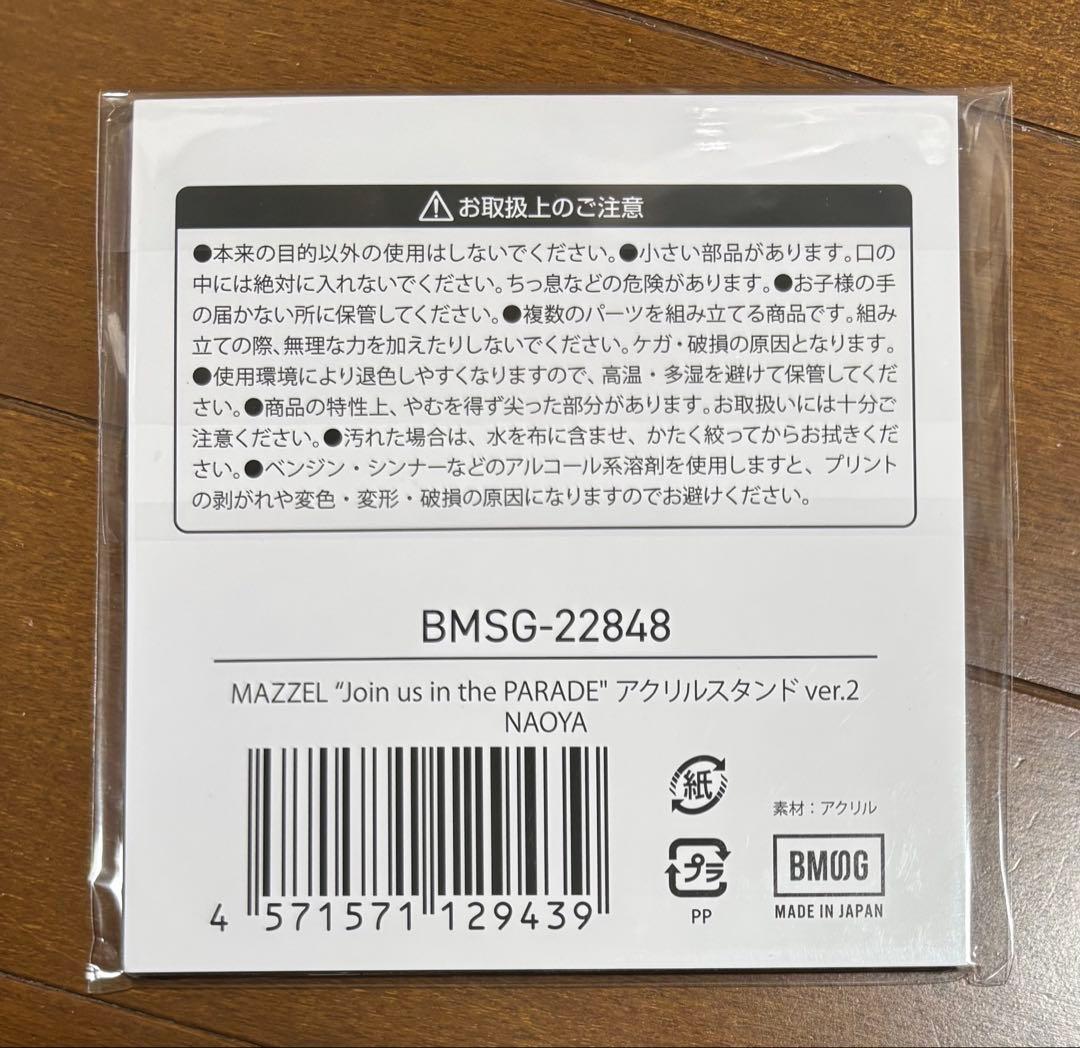 お取扱上のご注意
●本来の目的以外の使用はしないでください。●小さい部品があります。口の
中には絶対に入れないでください。ちっ息などの危険があります。●お子様の手
の届かない所に保管してください。●複数のパーツを組み立てる商品です。組み
立ての際、無理な力を加えたりしないでください。ケガ・破損の原因となります。
●使用環境により退色しやすくなりますので、高温・多湿を避けて保管してくだ
さい。●商品の特性上、やむを得ず尖った部分があります。お取扱いには十分ご
注意ください。●汚れた場合は、水を布に含ませ、かたく絞ってからお拭きくだ
さい。●ベンジン・シンナーなどのアルコール系溶剤を使用しますと、プリント
の剥がれや変色・変形・破損の原因になりますのでお避けください。
BMSG-22848
MAZZEL “Join us in the PARADE" アクリルスタンド ver.2
NAOYA
4 571571 129439
紙
プラ
PP
素材：アクリル
BMSG
MADE IN JAPAN